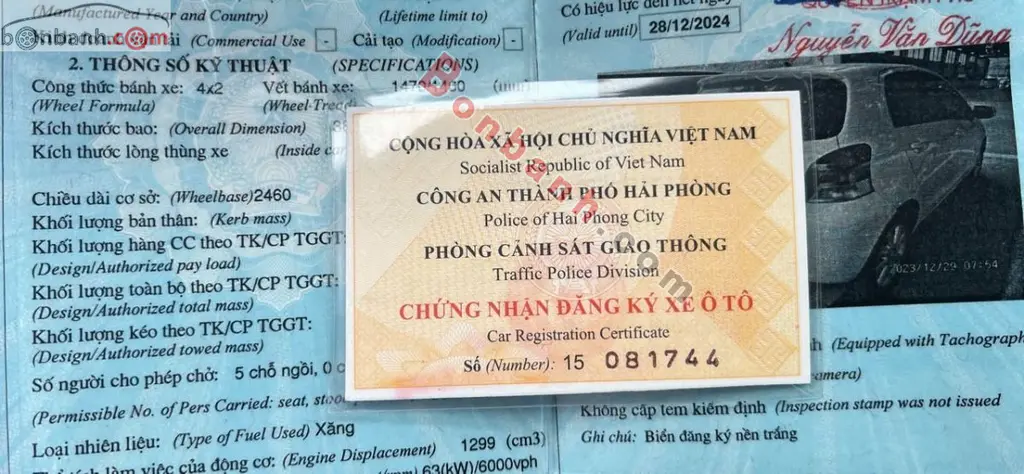 (Manufactured Year and Country)
(Lifetime limit to)
Có hiệu lực đến hết ngày
(Valid until) 28/12/2024
Nguyễn Văn Dũng
bonbanh.com
(Commercial Use -
Cải tạo (Modification) -
2. THÔNG SỐ KỸ THUẬT (SPECIFICATIONS)
Công thức bánh xe: 4x2 Vết bánh xe:
(Wheel Formula) (Wheel Tread)
Kích thước bao: (Overall Dimension)
Kích thước lòng thùng xe (Inside
Chiều dài cơ sở: (Wheelbase) 2460
Khối lượng bản thân: (Kerb mass)
Khối lượng hàng CC theo TK/CP TGGT:
(Design/Authorized pay load)
Khối lượng toàn bộ theo TK/CP TGGT:
(Design/Authorized total mass)
Khối lượng kéo theo TK/CP TGGT:
(Design/Authorized towed mass)
Số người cho phép chở: 5 chỗ ngồi, 0
(Permissible No. of Pers Carried: seat,
Loại nhiên liệu: (Type of Fuel Used) Xăng
làm việc của động cơ: (Engine Displacement) 1299 (cm3)
63(kW)/6000vph
CỘNG HÒA XÃ HỘI CHỦ NGHĨA VIỆT NAM
Socialist Republic of Viet Nam
CÔNG AN THÀNH PHỐ HẢI PHÒNG
Police of Hai Phong City
PHÒNG CẢNH SÁT GIAO THÔNG
Traffic Police Division
CHỨNG NHẬN ĐĂNG KÝ XE Ô TÔ
Car Registration Certificate
Số (Number): 15 081744
Bonbanh.com
2023/12/29 07:54
(Equipped with Tachograph
Không cấp tem kiểm định (Inspection stamp was not issued
Ghi chú: Biển đăng ký nền trắng